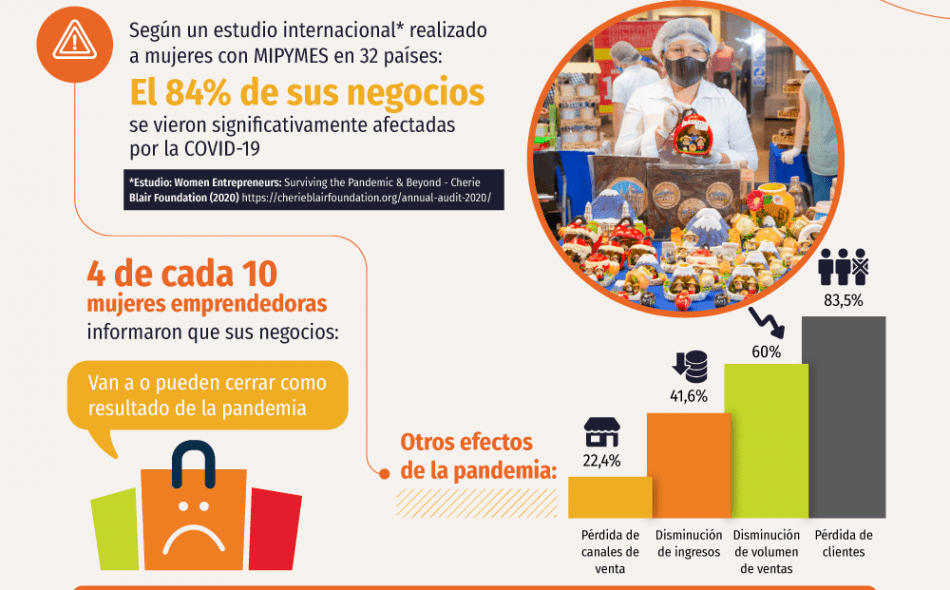 Según un estudio internacional* realizado
a mujeres con MIPYMES en 32 países:
El 84% de sus negocios
se vieron significativamente afectadas
por la COVID-19
*Estudio: Women Entrepreneurs: Surviving the Pandemic & Beyond - Cherie
Blair Foundation (2020) https://cherieblairfoundation.org/annual-audit-2020/
4 de cada 10
mujeres emprendedoras
informaron que sus negocios:
Van a o pueden cerrar como
resultado de la pandemia
Otros efectos
de la pandemia:
22,4%
41,6%
60%
83,5%
Pérdida de
canales de
venta
Disminución
de ingresos
Disminución
de volumen
de ventas
Pérdida de
clientes